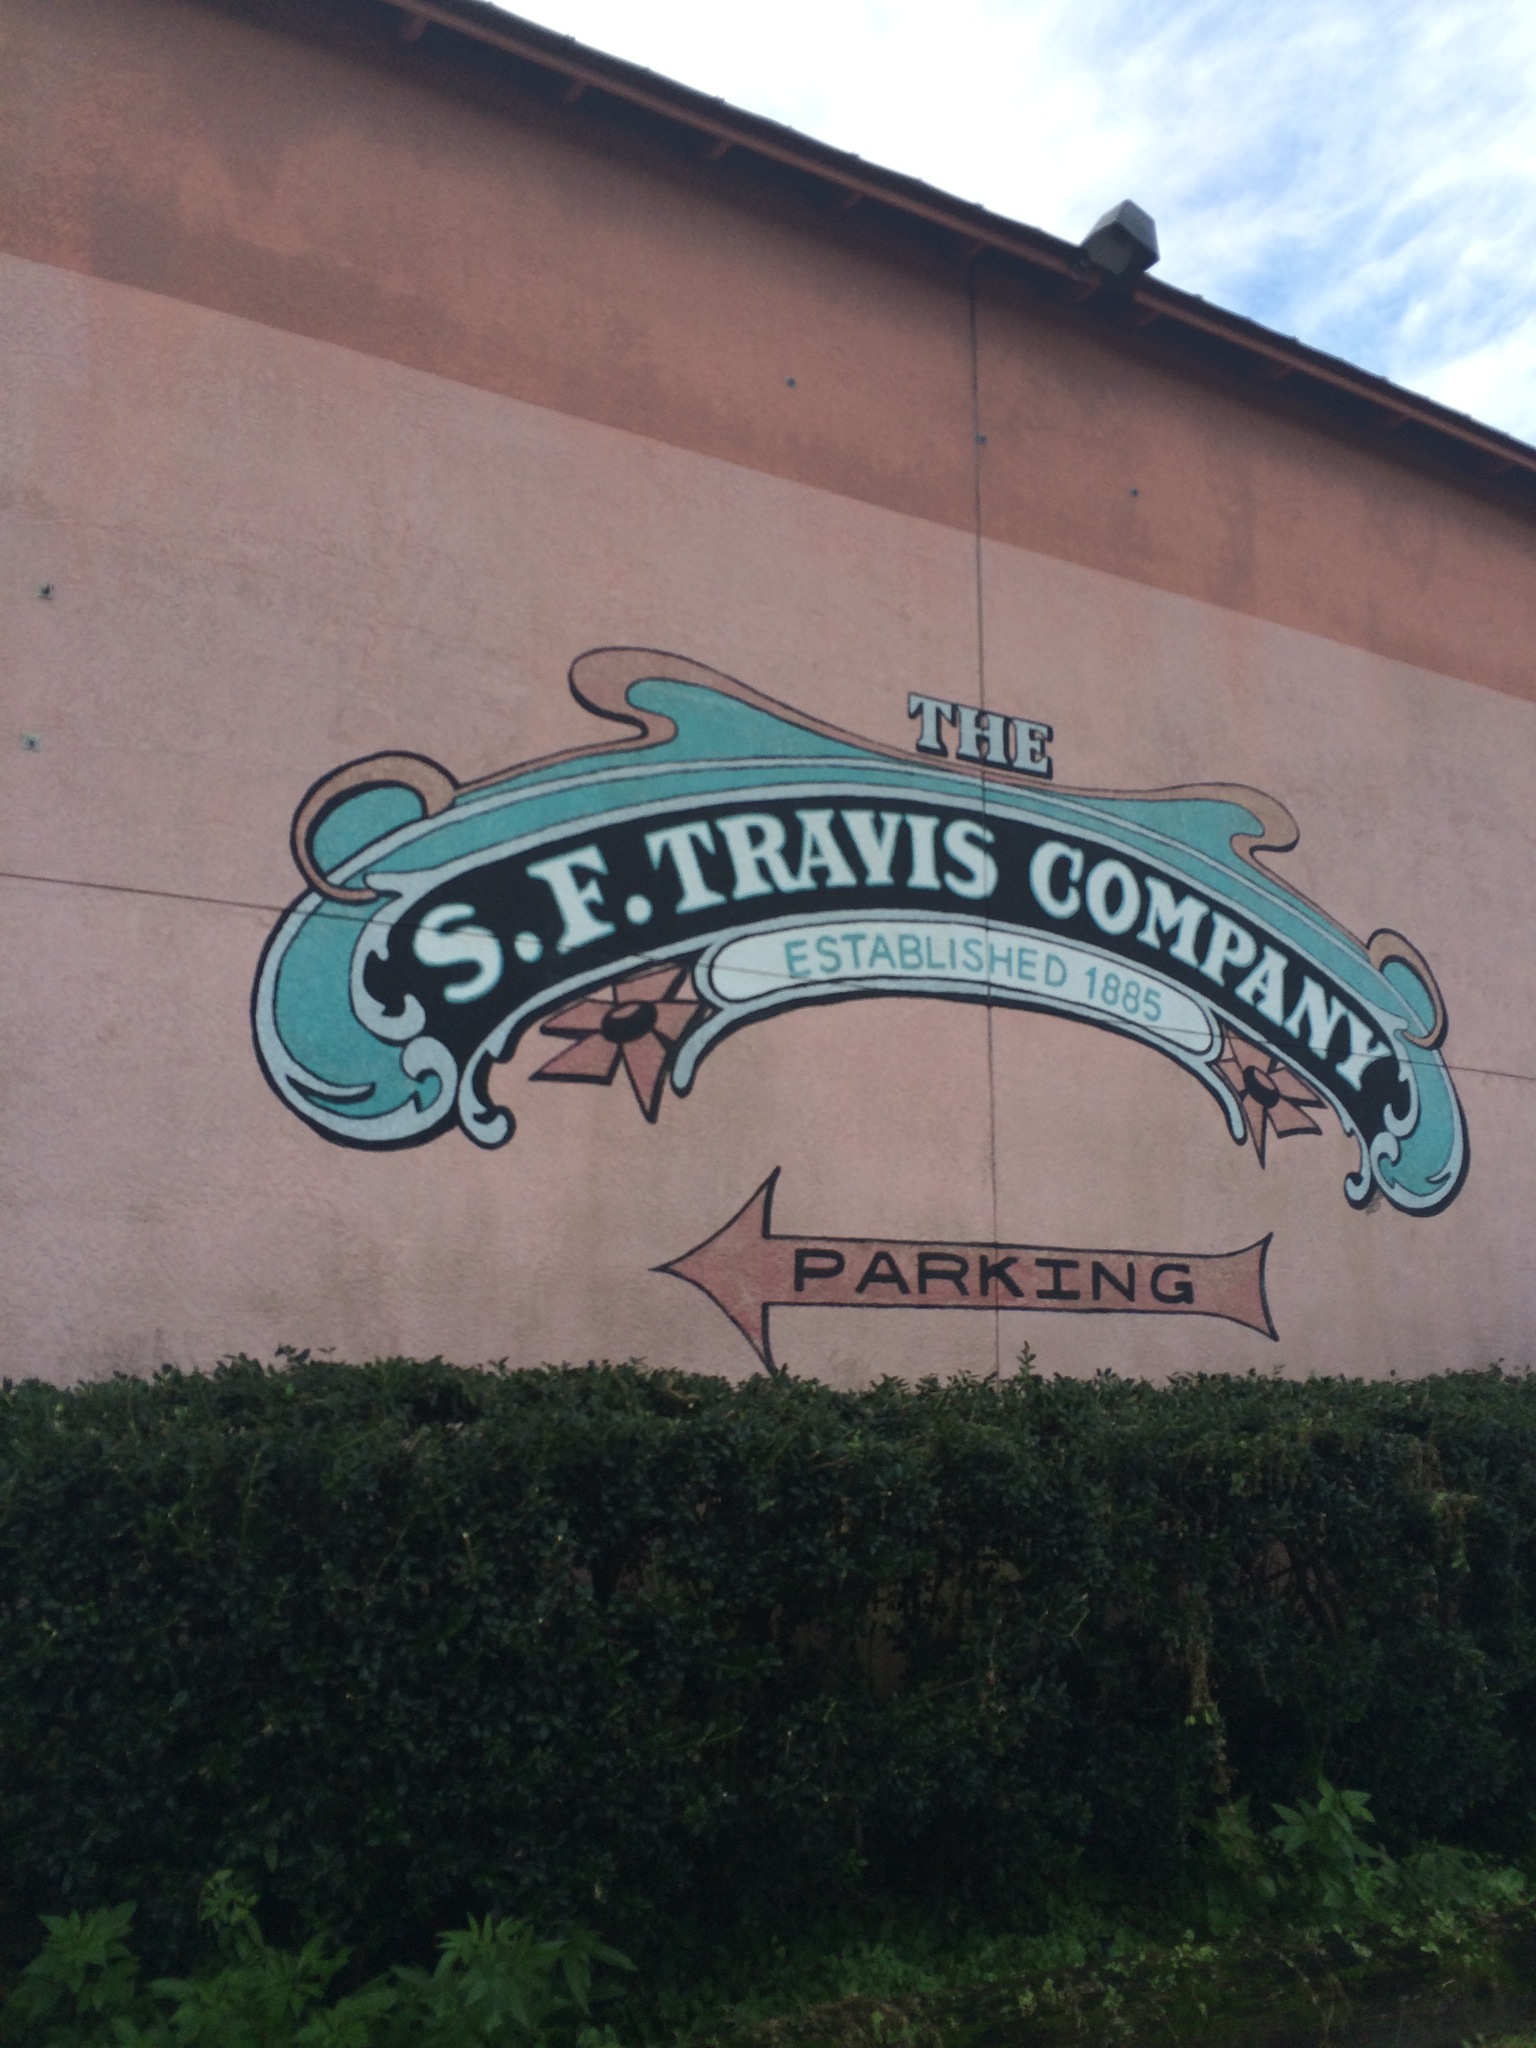 THE
S.F. TRAVIS COMPANY
ESTABLISHED 1885
PARKING